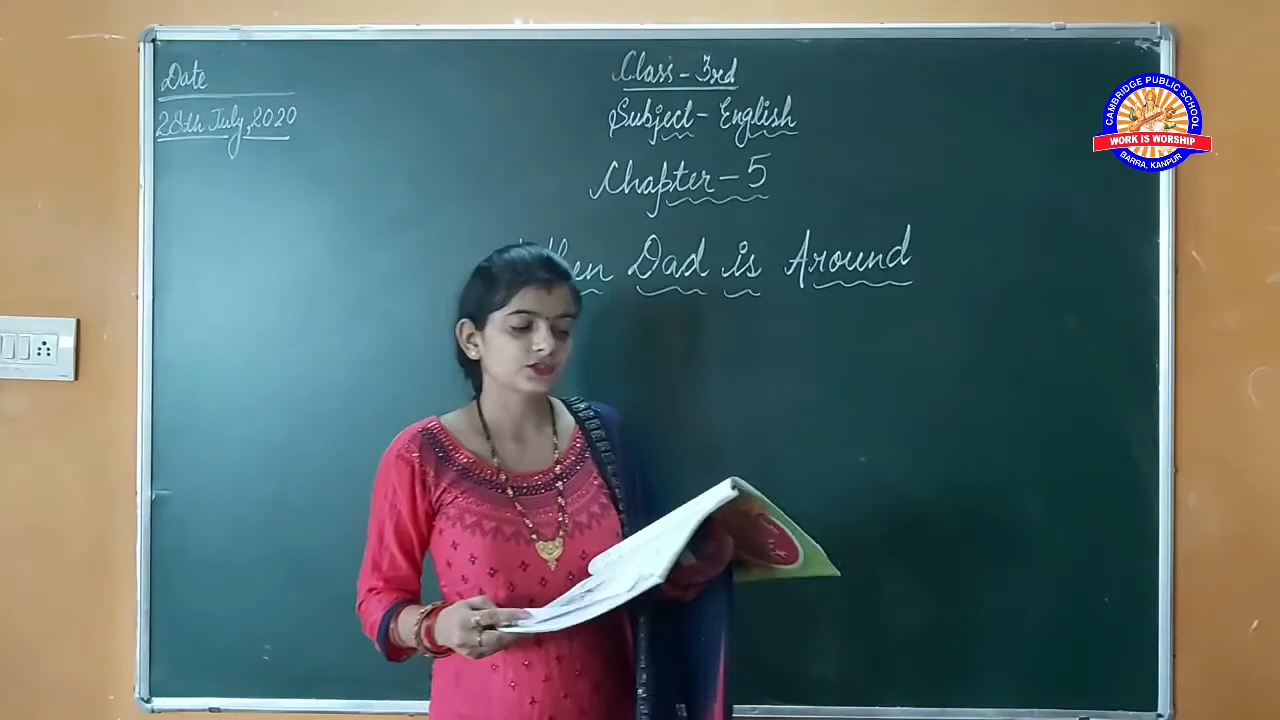 Date
28th July, 2020
Class - 3rd
Subject - English
Chapter - 5
Dad is Around
CAMBRIDGE PUBLIC SCHOOL
WORK IS WORSHIP
BARRA, KANPUR